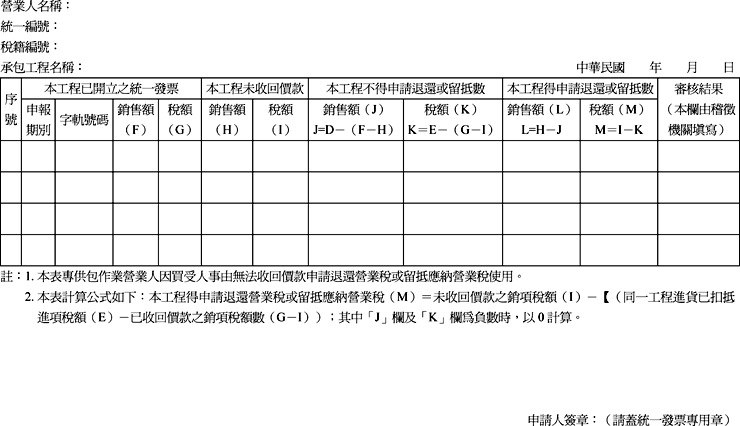 營業人名稱：
統一編號：
稅籍編號：
承包工程名稱： 中華民國 年 月 日
序號 本工程已開立之統一發票 本工程未收回價款 本工程不得申請退還或留抵數 本工程得申請退還或留抵數 審核結果（本欄由稽徵機關填寫）
申報期別 字軌號碼 銷售額（F） 稅額（G） 銷售額（H） 稅額（I） 銷售額（J）J=D－（F－H） 稅額（K）K＝E－（G－I） 銷售額（L）L=H－J 稅額（M）M＝I－K
註：1. 本表專供包作業營業人因買受人事由無法收回價款申請退還營業稅或留抵應納營業稅使用。
2. 本表計算公式如下：本工程得申請退還營業稅或留抵應納營業稅（M）＝未收回價款之銷項稅額（I）－【（同一工程進貨已扣抵
進項稅額（E）－已收回價款之銷項稅額數（G－I））；其中「J」欄及「K」欄為負數時，以 0 計算。
申請人簽章：（請蓋統一發票專用章）